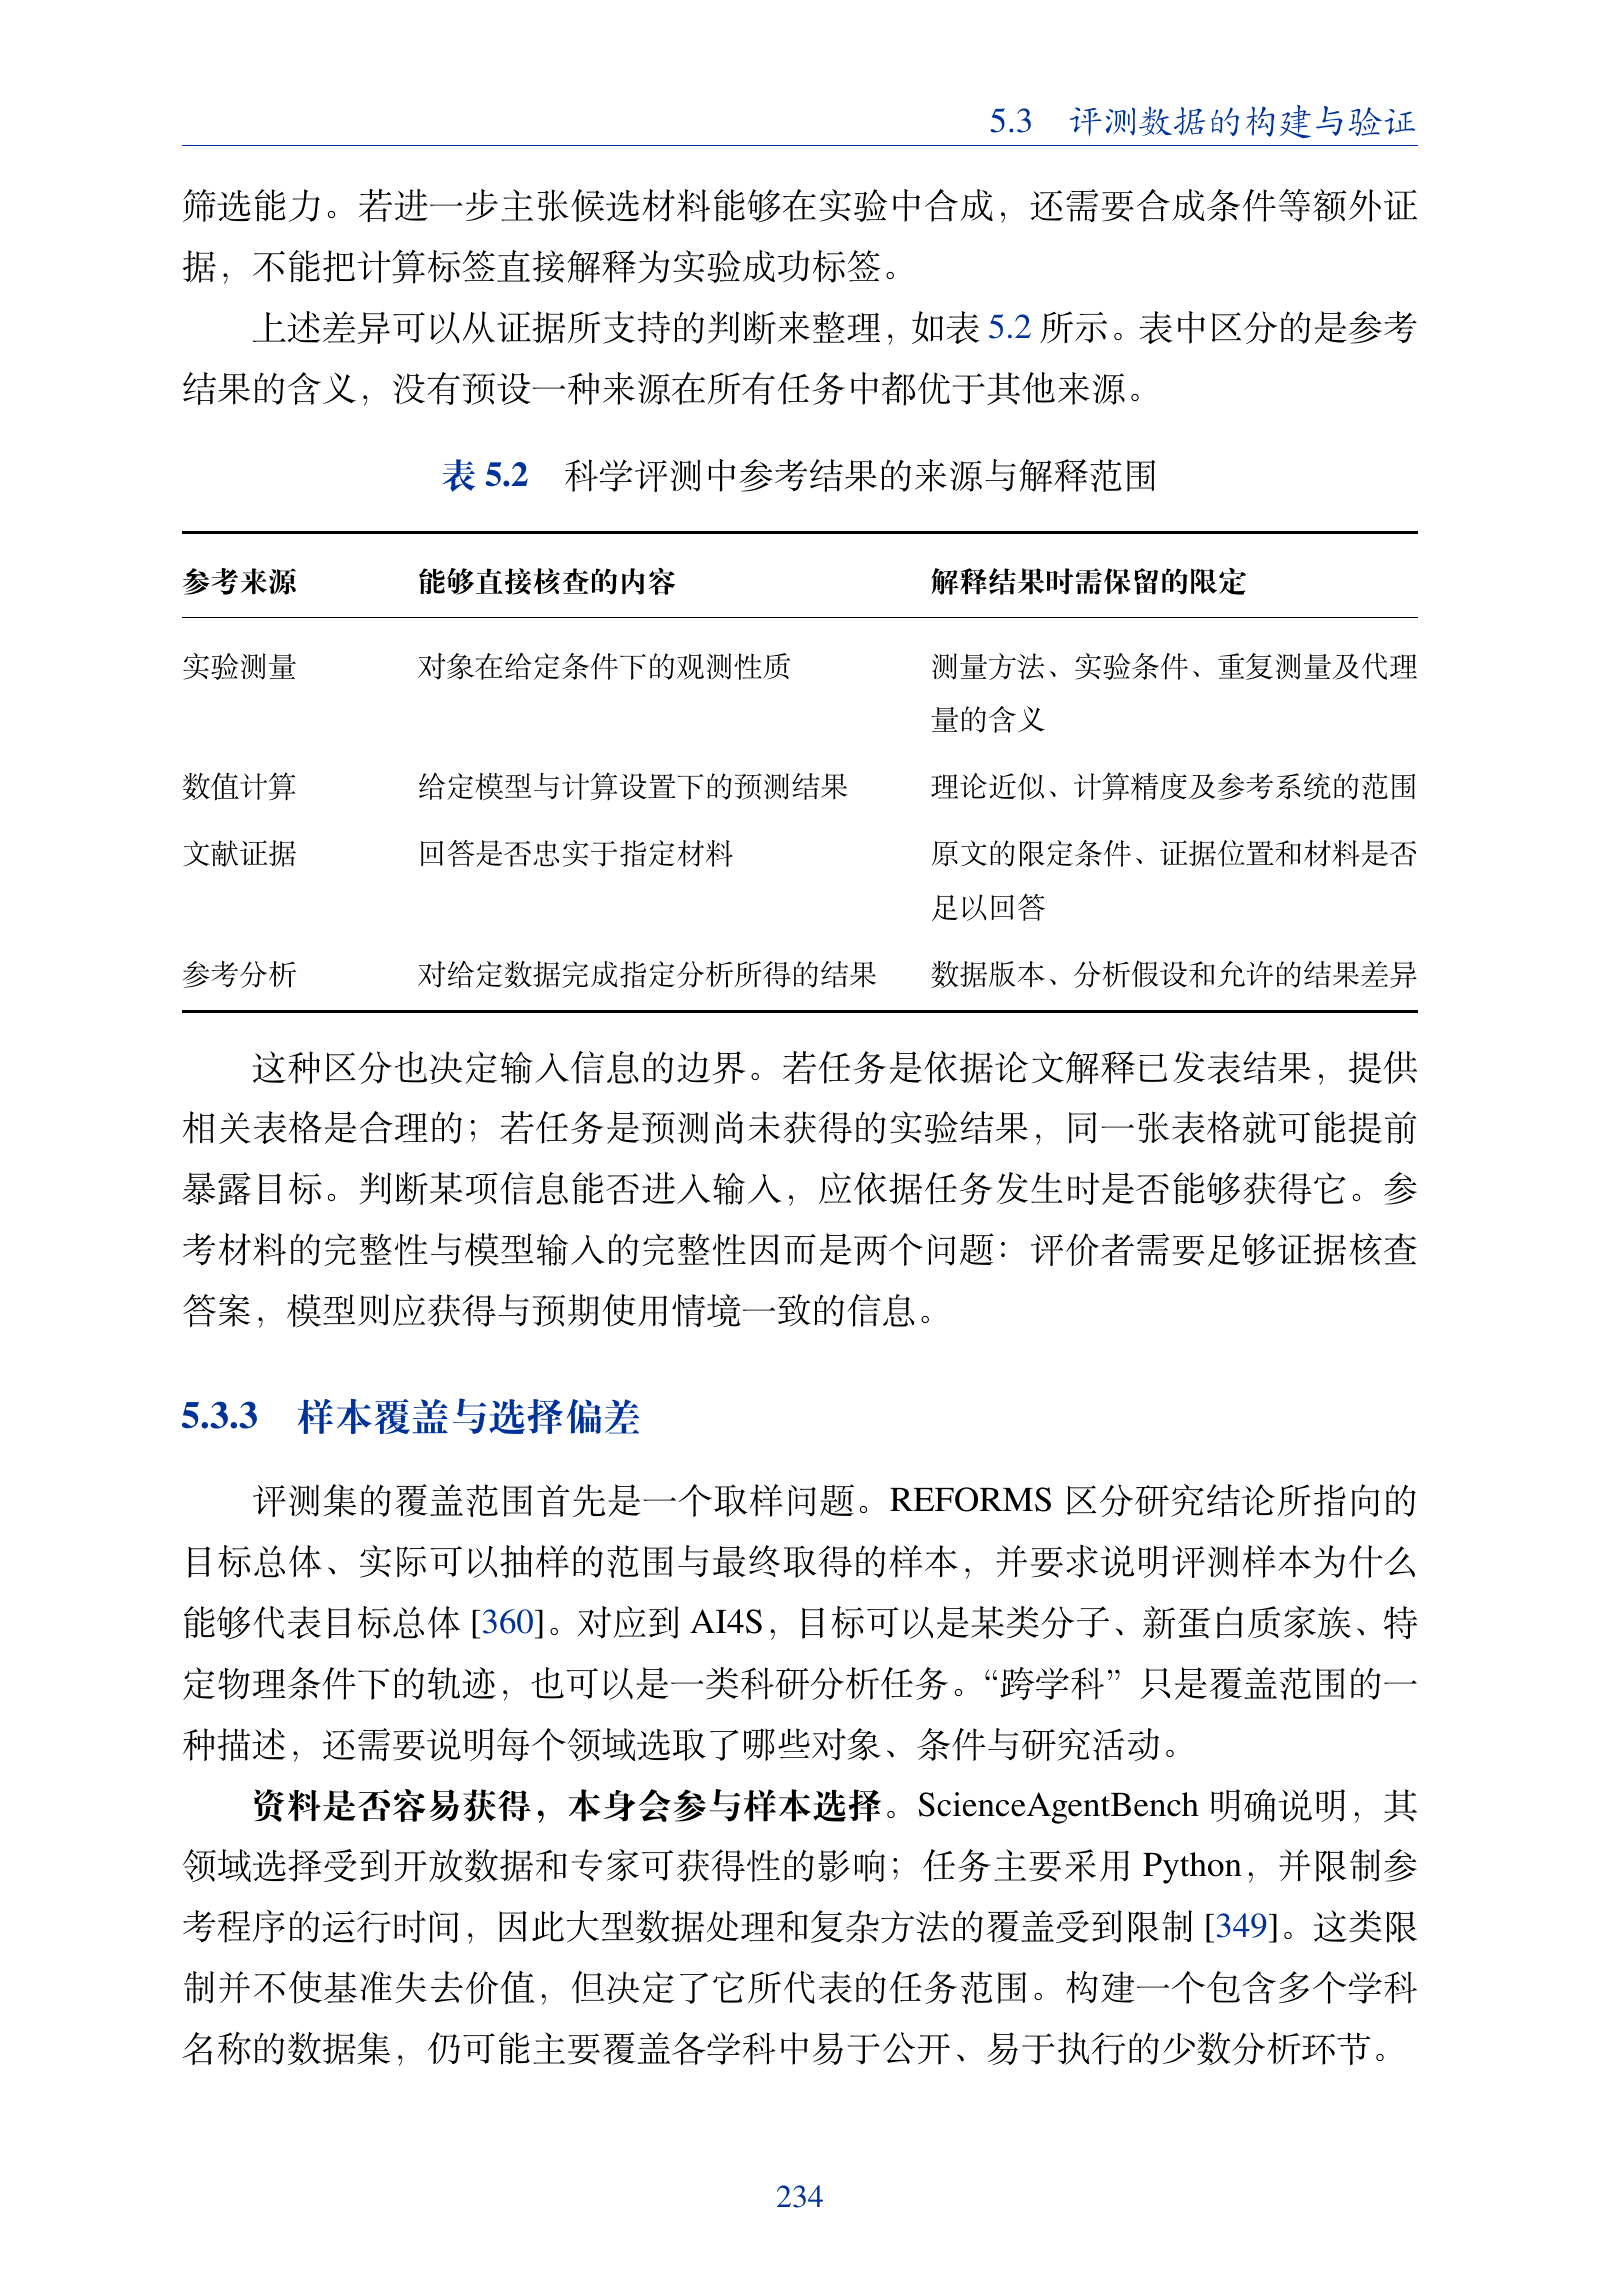 5.3 评测数据的构建与验证
筛选能力。若进一步主张候选材料能够在实验中合成，还需要合成条件等额外证
据，不能把计算标签直接解释为实验成功标签。
上述差异可以从证据所支持的判断来整理，如表 5.2 所示。表中区分的是参考
结果的含义，没有预设一种来源在所有任务中都优于其他来源。
表 5.2 科学评测中参考结果的来源与解释范围
参考来源 能够直接核查的内容 解释结果时需保留的限定
实验测量 对象在给定条件下的观测性质 测量方法、实验条件、重复测量及代理
量的含义
数值计算 给定模型与计算设置下的预测结果 理论近似、计算精度及参考系统的范围
文献证据 回答是否忠实于指定材料 原文的限定条件、证据位置和材料是否
足以回答
参考分析 对给定数据完成指定分析所得的结果 数据版本、分析假设和允许的结果差异
这种区分也决定输入信息的边界。若任务是依据论文解释已发表结果，提供
相关表格是合理的；若任务是预测尚未获得的实验结果，同一张表格就可能提前
暴露目标。判断某项信息能否进入输入，应依据任务发生时是否能够获得它。参
考材料的完整性与模型输入的完整性因而是两个问题：评价者需要足够证据核查
答案，模型则应获得与预期使用情境一致的信息。
5.3.3 样本覆盖与选择偏差
评测集的覆盖范围首先是一个取样问题。REFORMS 区分研究结论所指向的
目标总体、实际可以抽样的范围与最终取得的样本，并要求说明评测样本为什么
能够代表目标总体 [360]。对应到 AI4S，目标可以是某类分子、新蛋白质家族、特
定物理条件下的轨迹，也可以是一类科研分析任务。“跨学科”只是覆盖范围的一
种描述，还需要说明每个领域选取了哪些对象、条件与研究活动。
资料是否容易获得，本身会参与样本选择。ScienceAgentBench 明确说明，其
领域选择受到开放数据和专家可获得性的影响；任务主要采用 Python，并限制参
考程序的运行时间，因此大型数据处理和复杂方法的覆盖受到限制 [349]。这类限
制并不使基准失去价值，但决定了它所代表的任务范围。构建一个包含多个学科
名称的数据集，仍可能主要覆盖各学科中易于公开、易于执行的少数分析环节。
234